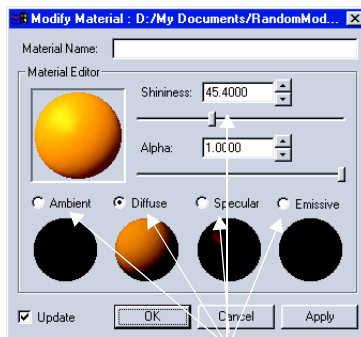 Modify Material : D:/My Documents/RandomMod...
Material Name:
Material Editor
Shininess: 45.4000
Alpha: 1.0000
Ambient Diffuse Specular Emissive
Update OK Cancel Apply